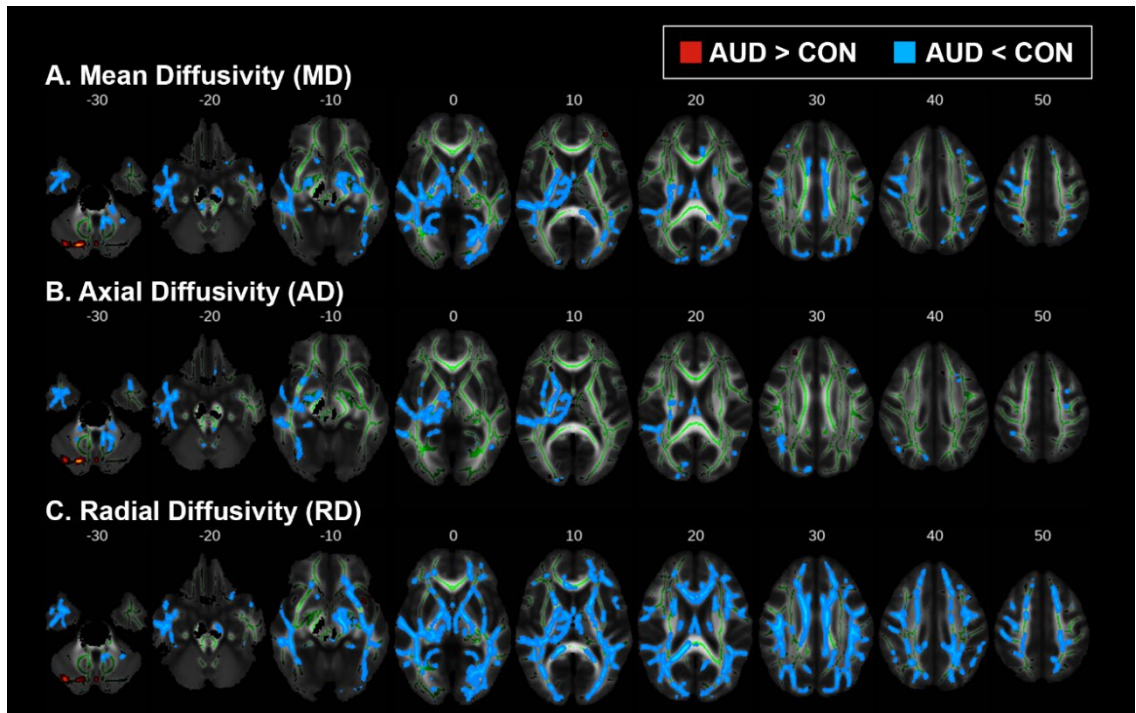 AUD > CON AUD < CON
A. Mean Diffusivity (MD)
-30 -20 -10 0 10 20 30 40 50
B. Axial Diffusivity (AD)
-30 -20 -10 0 10 20 30 40 50
C. Radial Diffusivity (RD)
-30 -20 -10 0 10 20 30 40 50